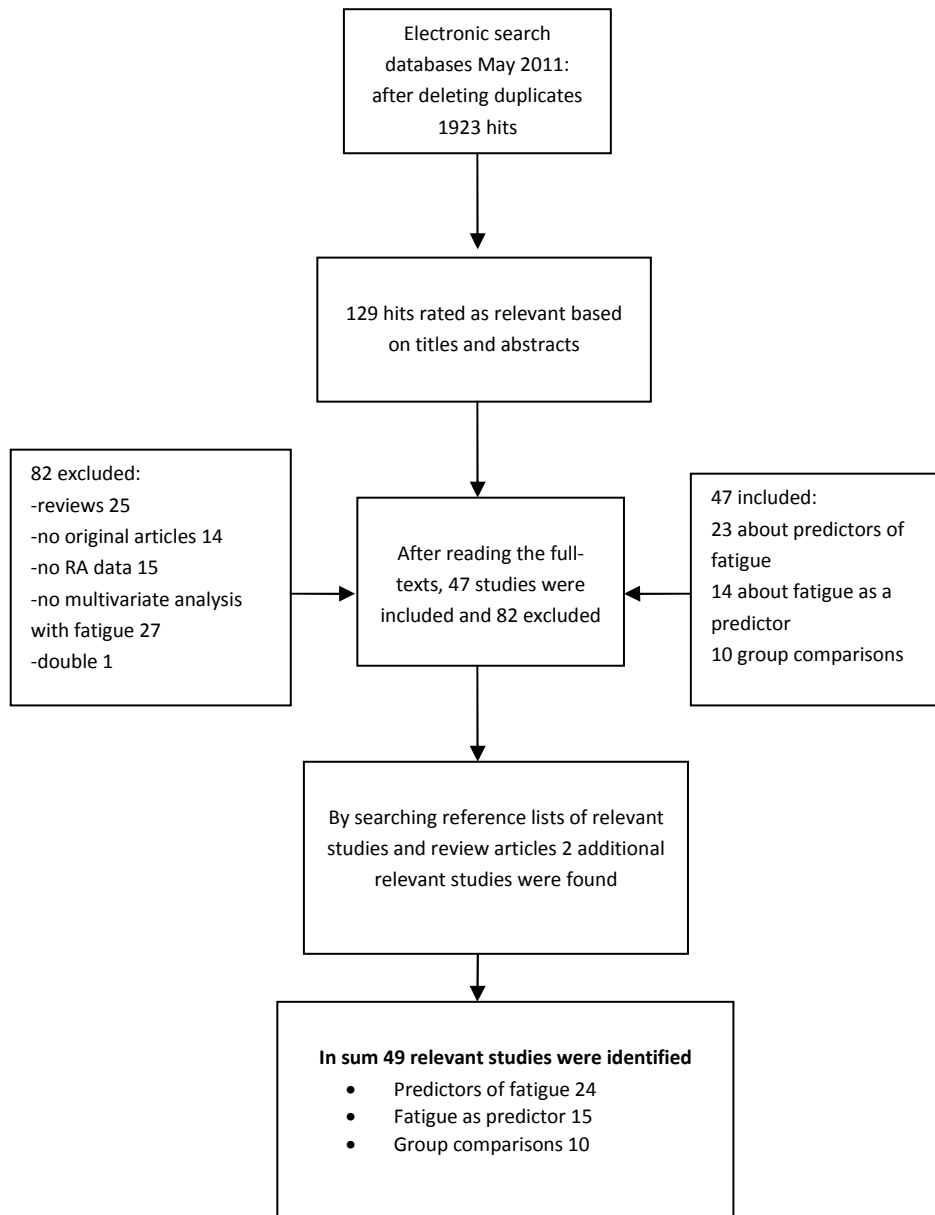 Electronic search
databases May 2011:
after deleting duplicates
1923 hits
129 hits rated as relevant based
on titles and abstracts
82 excluded:
-reviews 25
-no original articles 14
-no RA data 15
-no multivariate analysis
with fatigue 27
-double 1
After reading the full-
texts, 47 studies were
included and 82 excluded
47 included:
23 about predictors of
fatigue
14 about fatigue as a
predictor
10 group comparisons
By searching reference lists of relevant
studies and review articles 2 additional
relevant studies were found
In sum 49 relevant studies were identified
• Predictors of fatigue 24
• Fatigue as predictor 15
• Group comparisons 10